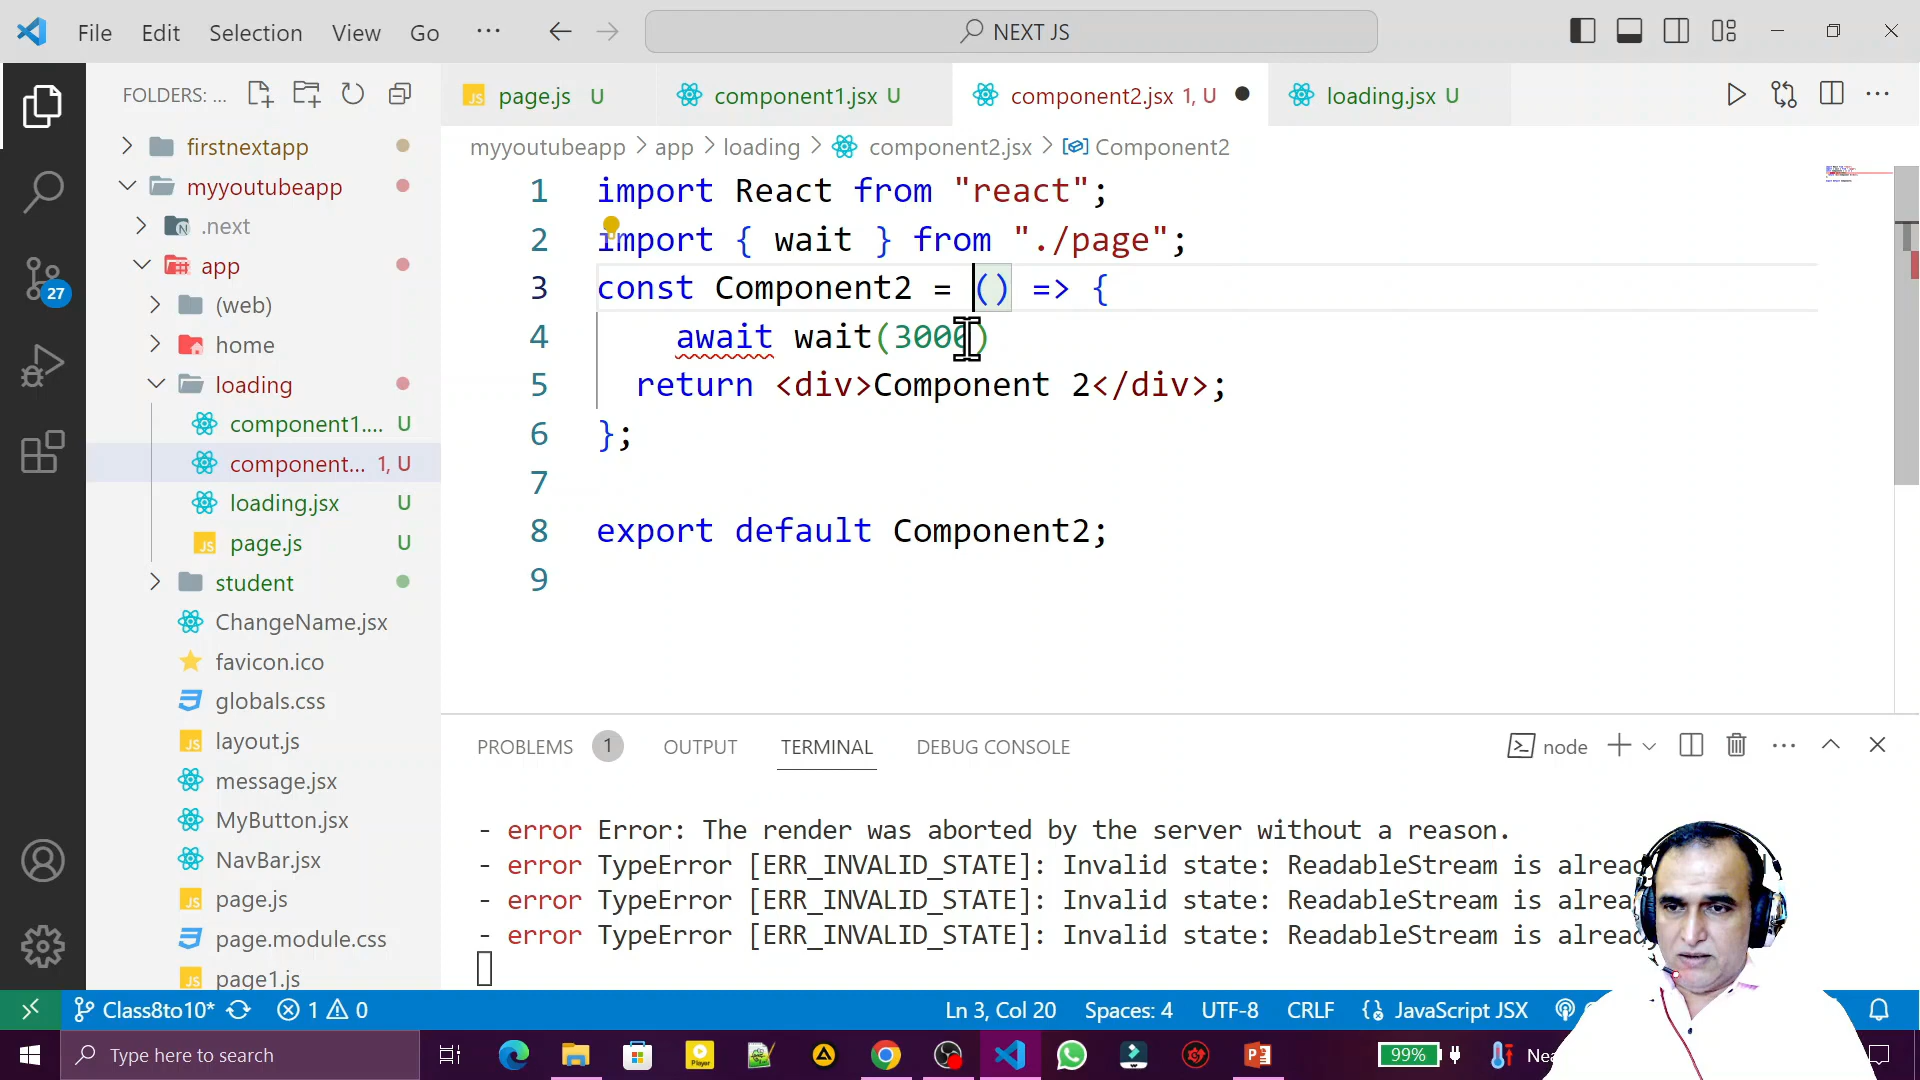 File Edit Selection View Go ... NEXT JS
FOLDERS: ...
page.js U component1.jsx U component2.jsx 1, U loading.jsx U
myyoutubeapp > app > loading > component2.jsx > Component2
firstnextapp
myyoutubeapp
.next
app
(web)
home
loading
component1.... U
component... 1, U
loading.jsx U
page.js U
student
ChangeName.jsx
favicon.ico
globals.css
layout.js
message.jsx
MyButton.jsx
NavBar.jsx
page.js
page.module.css
page1.js
27
1 import React from "react";
2 import { wait } from "./page";
3 const Component2 = () => {
4 await wait(3000)
5 return <div>Component 2</div>;
6 };
7
8 export default Component2;
9
PROBLEMS 1 OUTPUT TERMINAL DEBUG CONSOLE node
- error Error: The render was aborted by the server without a reason.
- error TypeError [ERR_INVALID_STATE]: Invalid state: ReadableStream is
- error TypeError [ERR_INVALID_STATE]: Invalid state: ReadableStream is
- error TypeError [ERR_INVALID_STATE]: Invalid state: ReadableStream is
Class8to10* 1 0 Ln 3, Col 20 Spaces: 4 UTF-8 CRLF JavaScript JSX
Type here to search 99%